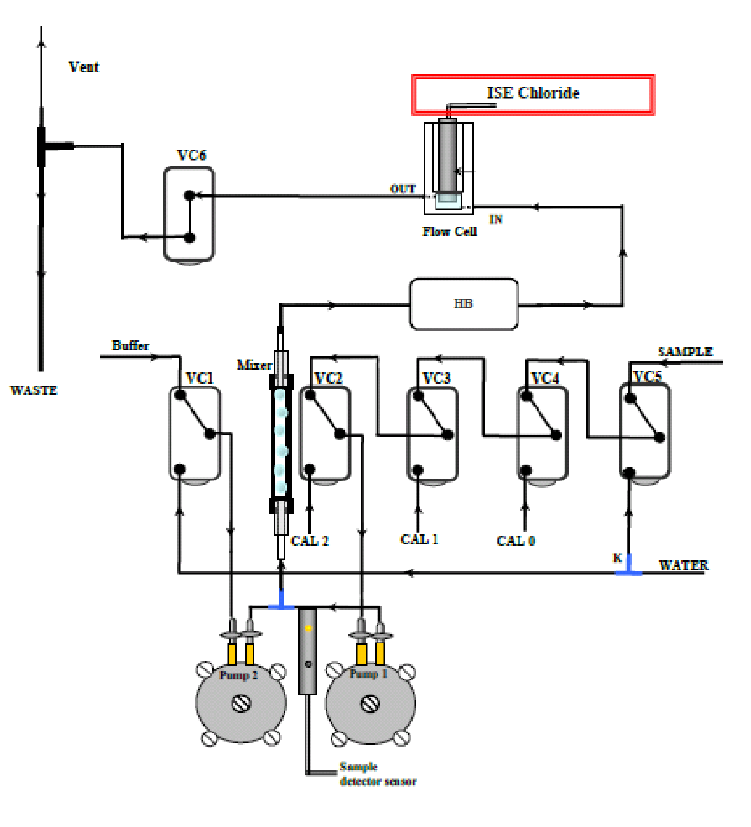 Vent
ISE Chloride
VC6
OUT
IN
Flow Cell
HB
Buffer
SAMPLE
Mixer
WASTE
VC1
VC2
VC3
VC4
VC5
CAL 2
CAL 1
CAL 0
K
WATER
Pump 2
Pump 1
Sample
detector sensor